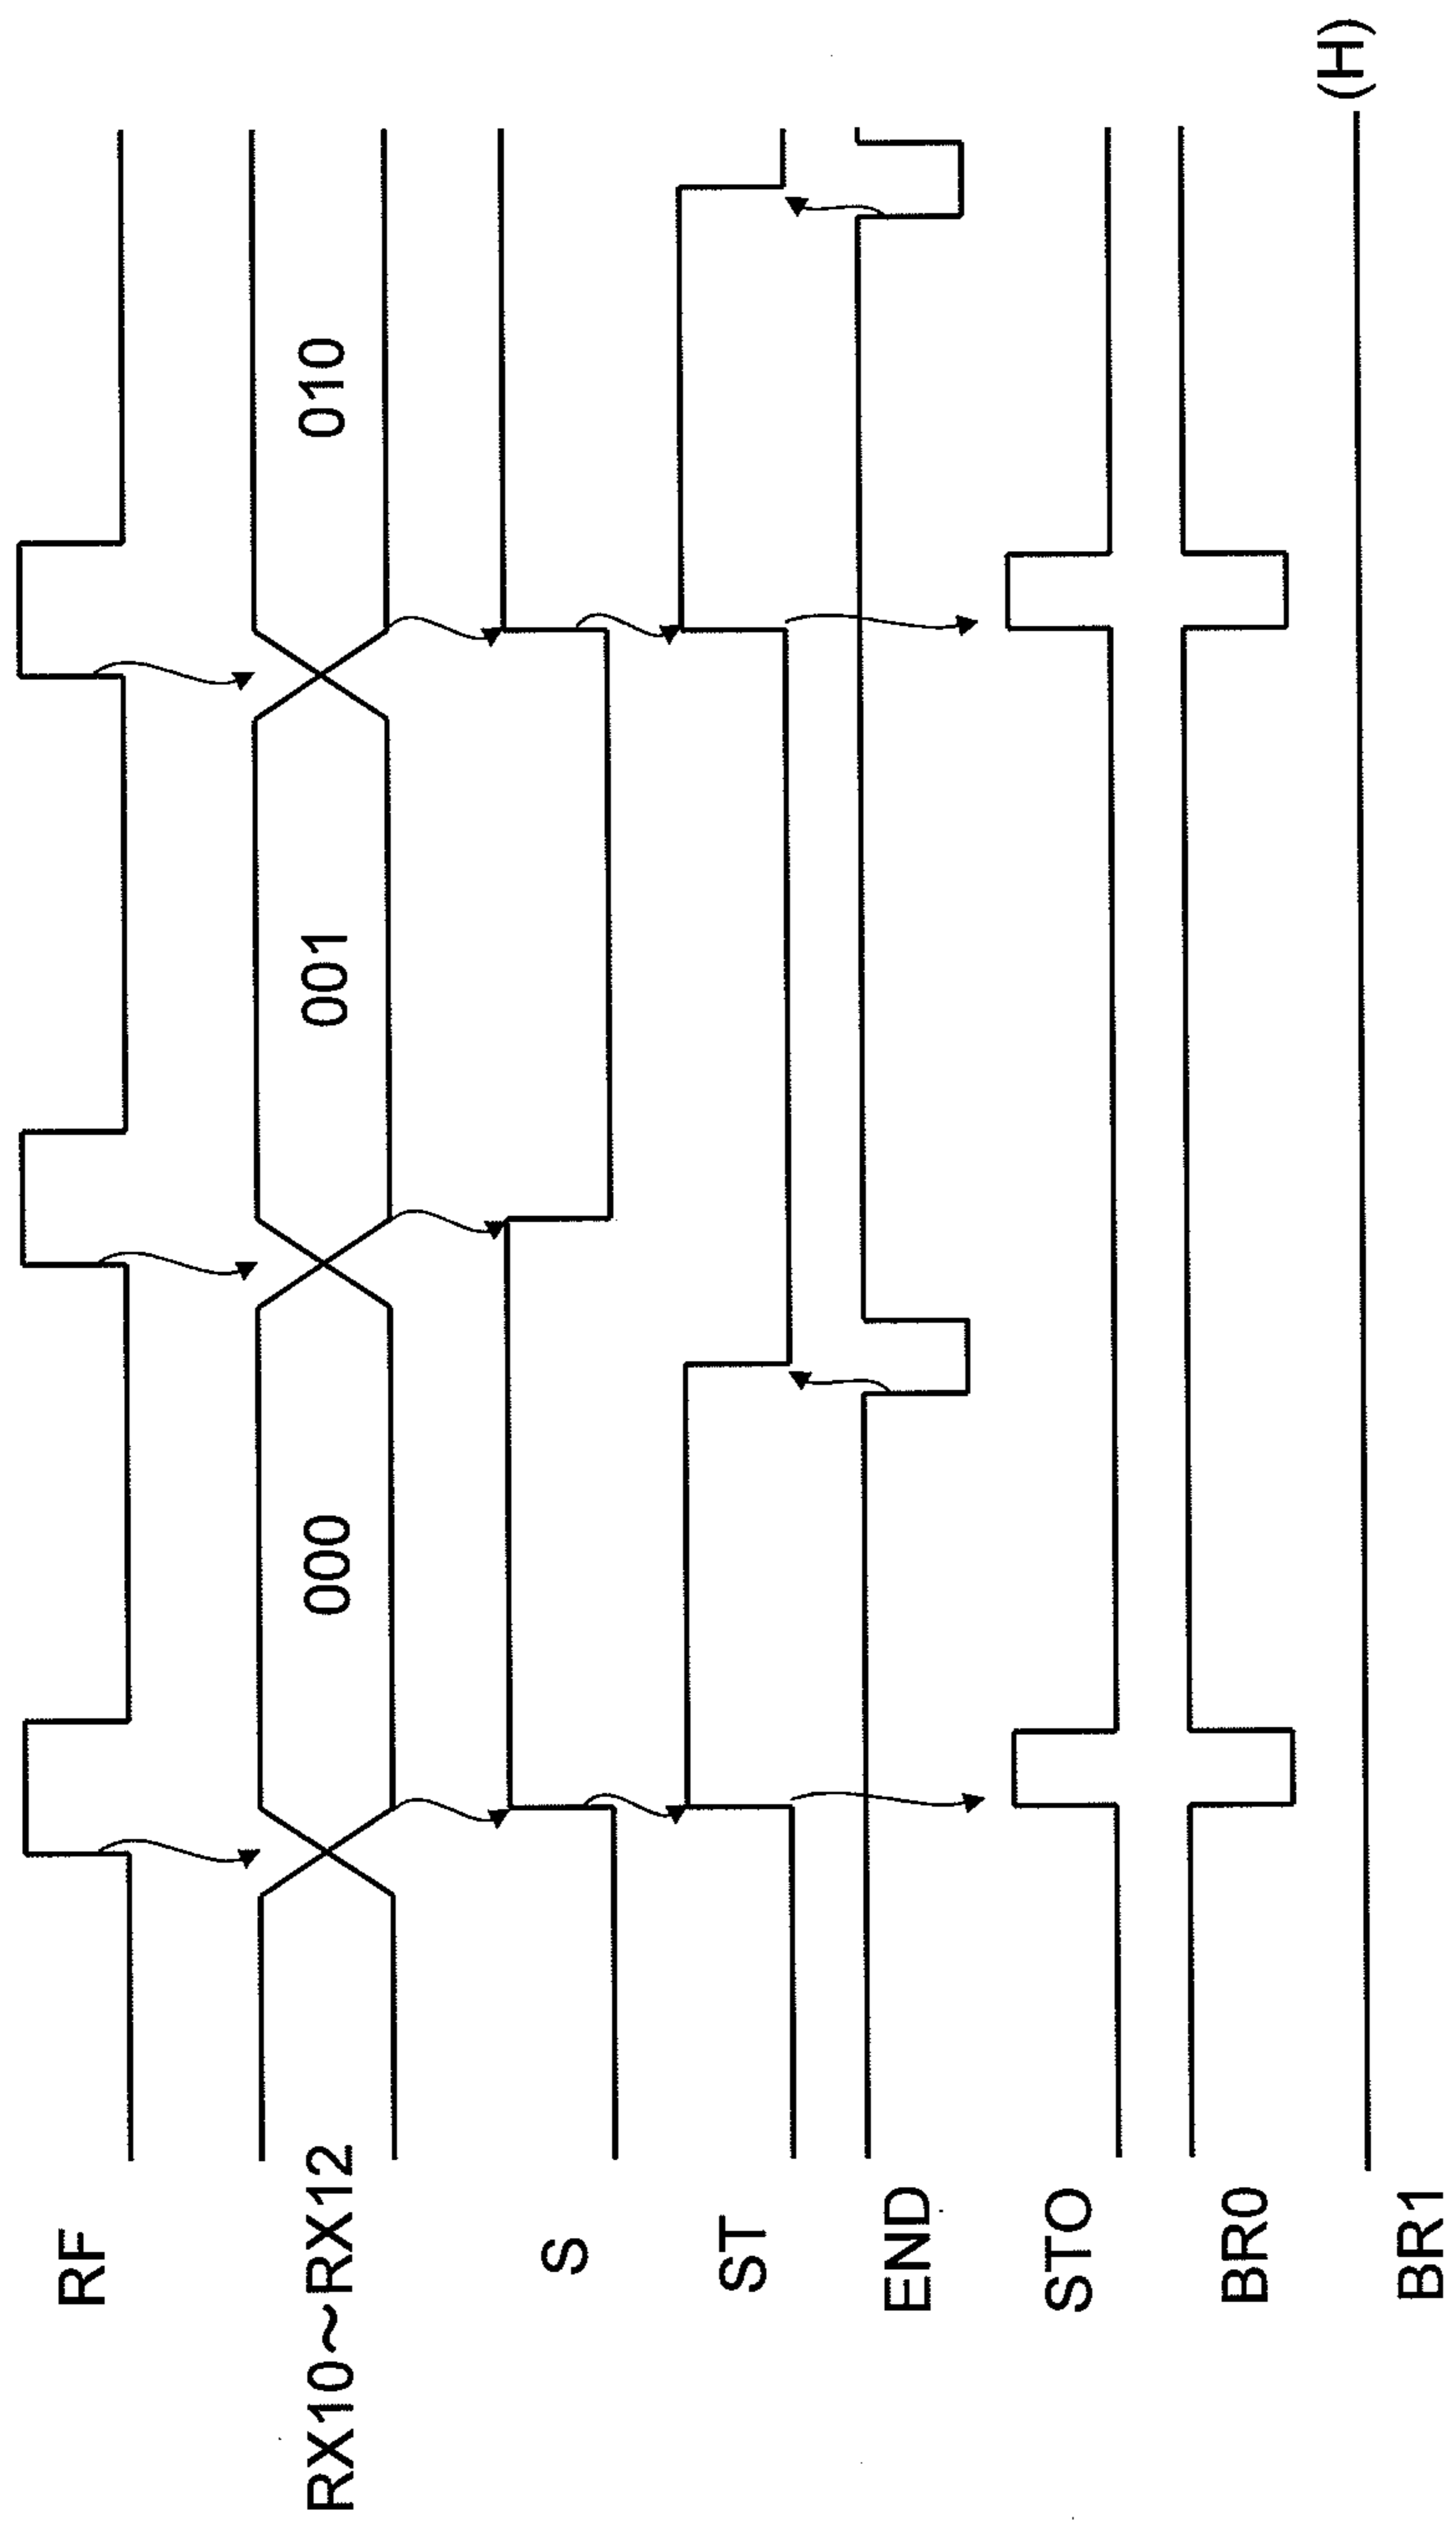 RF
RX10~RX12
000
001
010
S
ST
END
STO
BR0
BR1
(H)